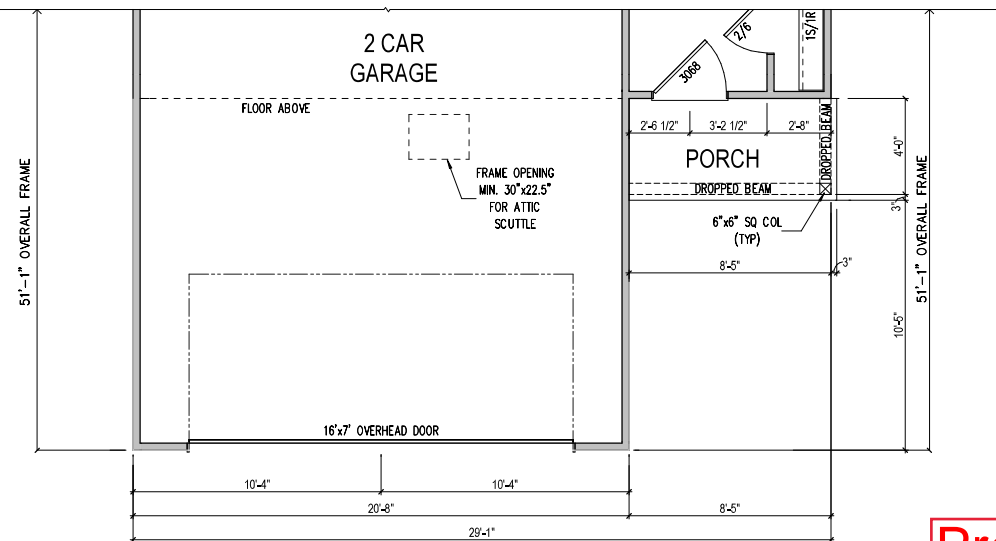 2 CAR
GARAGE
2/6
1S/1R
3068
FLOOR ABOVE
2'-6 1/2"
3'-2 1/2"
2'-8"
DROPPED BEAM
4'-0"
PORCH
FRAME OPENING
MIN. 30"x22.5"
FOR ATTIC
SCUTTLE
DROPPED BEAM
3"
6"x6" SQ COL
(TYP)
8'-5"
3"
51'-1" OVERALL FRAME
51'-1" OVERALL FRAME
10'-5"
16'x7' OVERHEAD DOOR
10'-4"
10'-4"
20'-8"
8'-5"
29'-1"